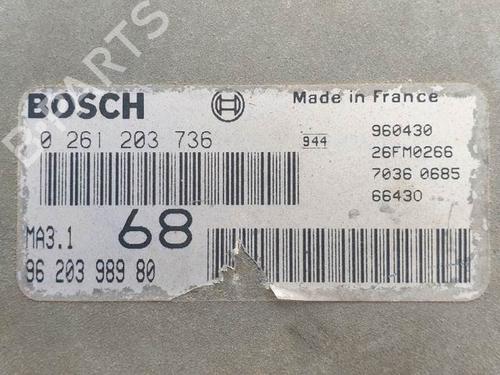 B-PARTS
BOSCH Made in France
0 261 203 736 944 960430
26FM0266
7036 0685
66430
MA3.1 68
96 203 989 80